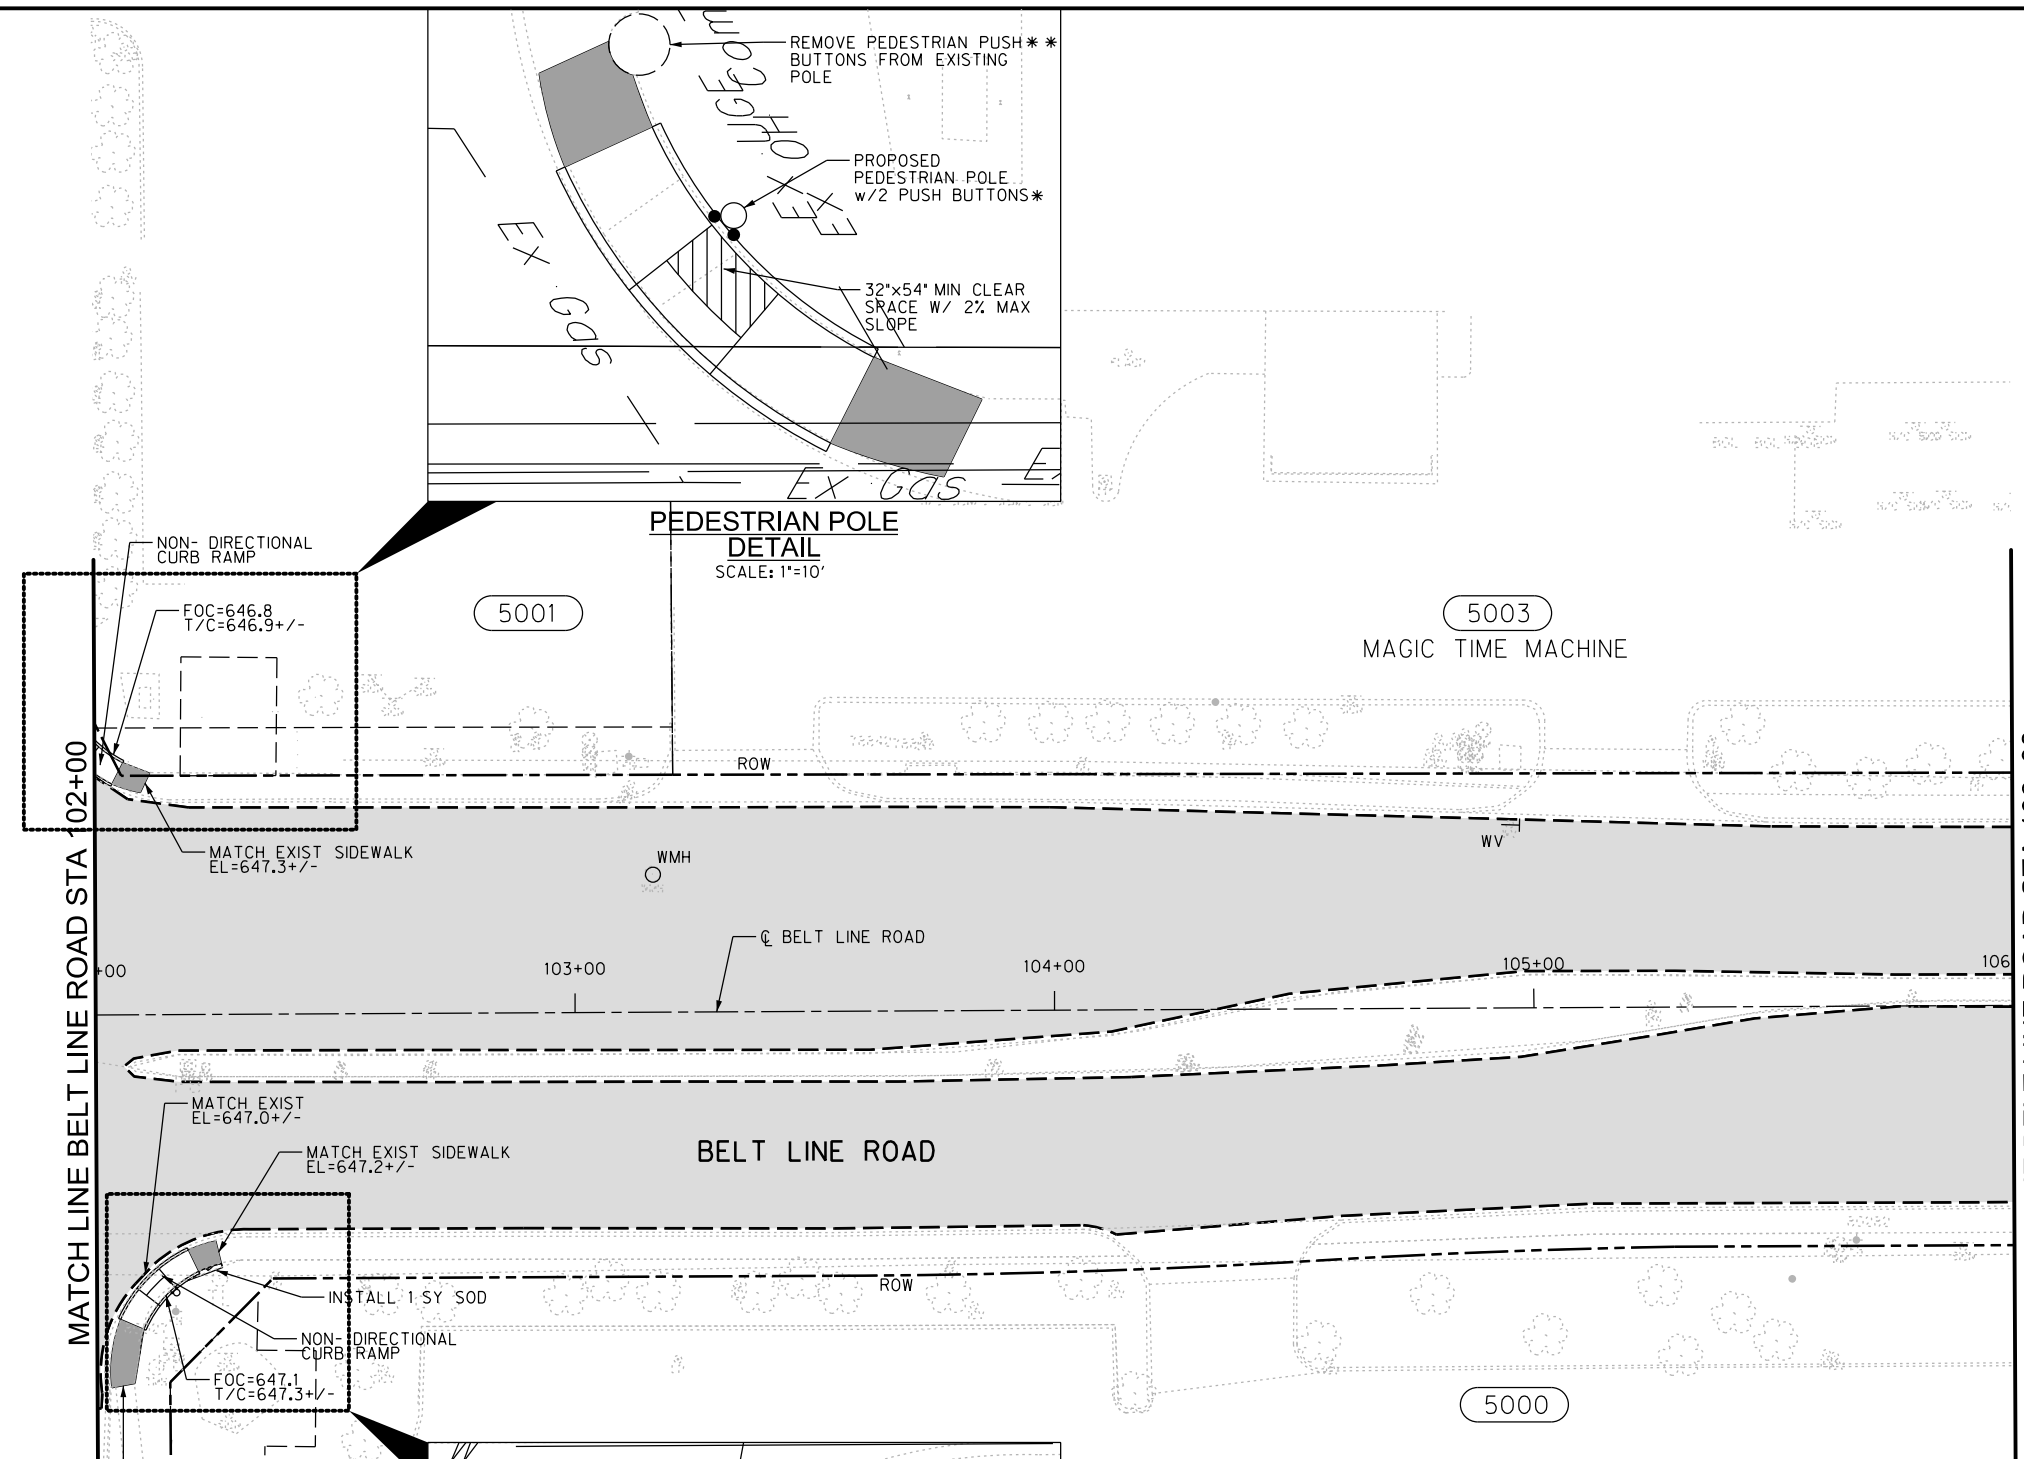 REMOVE PEDESTRIAN PUSH**
BUTTONS FROM EXISTING
POLE
PROPOSED
PEDESTRIAN POLE
w/2 PUSH BUTTONS*
32"x54" MIN CLEAR
SPACE W/ 2% MAX
SLOPE
Ex Gas
Ex Gas
PEDESTRIAN POLE
DETAIL
SCALE: 1"=10'
NON- DIRECTIONAL
CURB RAMP
FOC=646.8
T/C=646.9+/-
5001
5003
MAGIC TIME MACHINE
ROW
MATCH EXIST SIDEWALK
EL=647.3+/-
WMH
WV
MATCH LINE BELT LINE ROAD STA 102+00
℄ BELT LINE ROAD
+00
103+00
104+00
105+00
106
MATCH EXIST
EL=647.0+/-
MATCH EXIST SIDEWALK
EL=647.2+/-
BELT LINE ROAD
INSTALL 1 SY SOD
ROW
NON- DIRECTIONAL
CURB RAMP
FOC=647.1
T/C=647.3+/-
5000